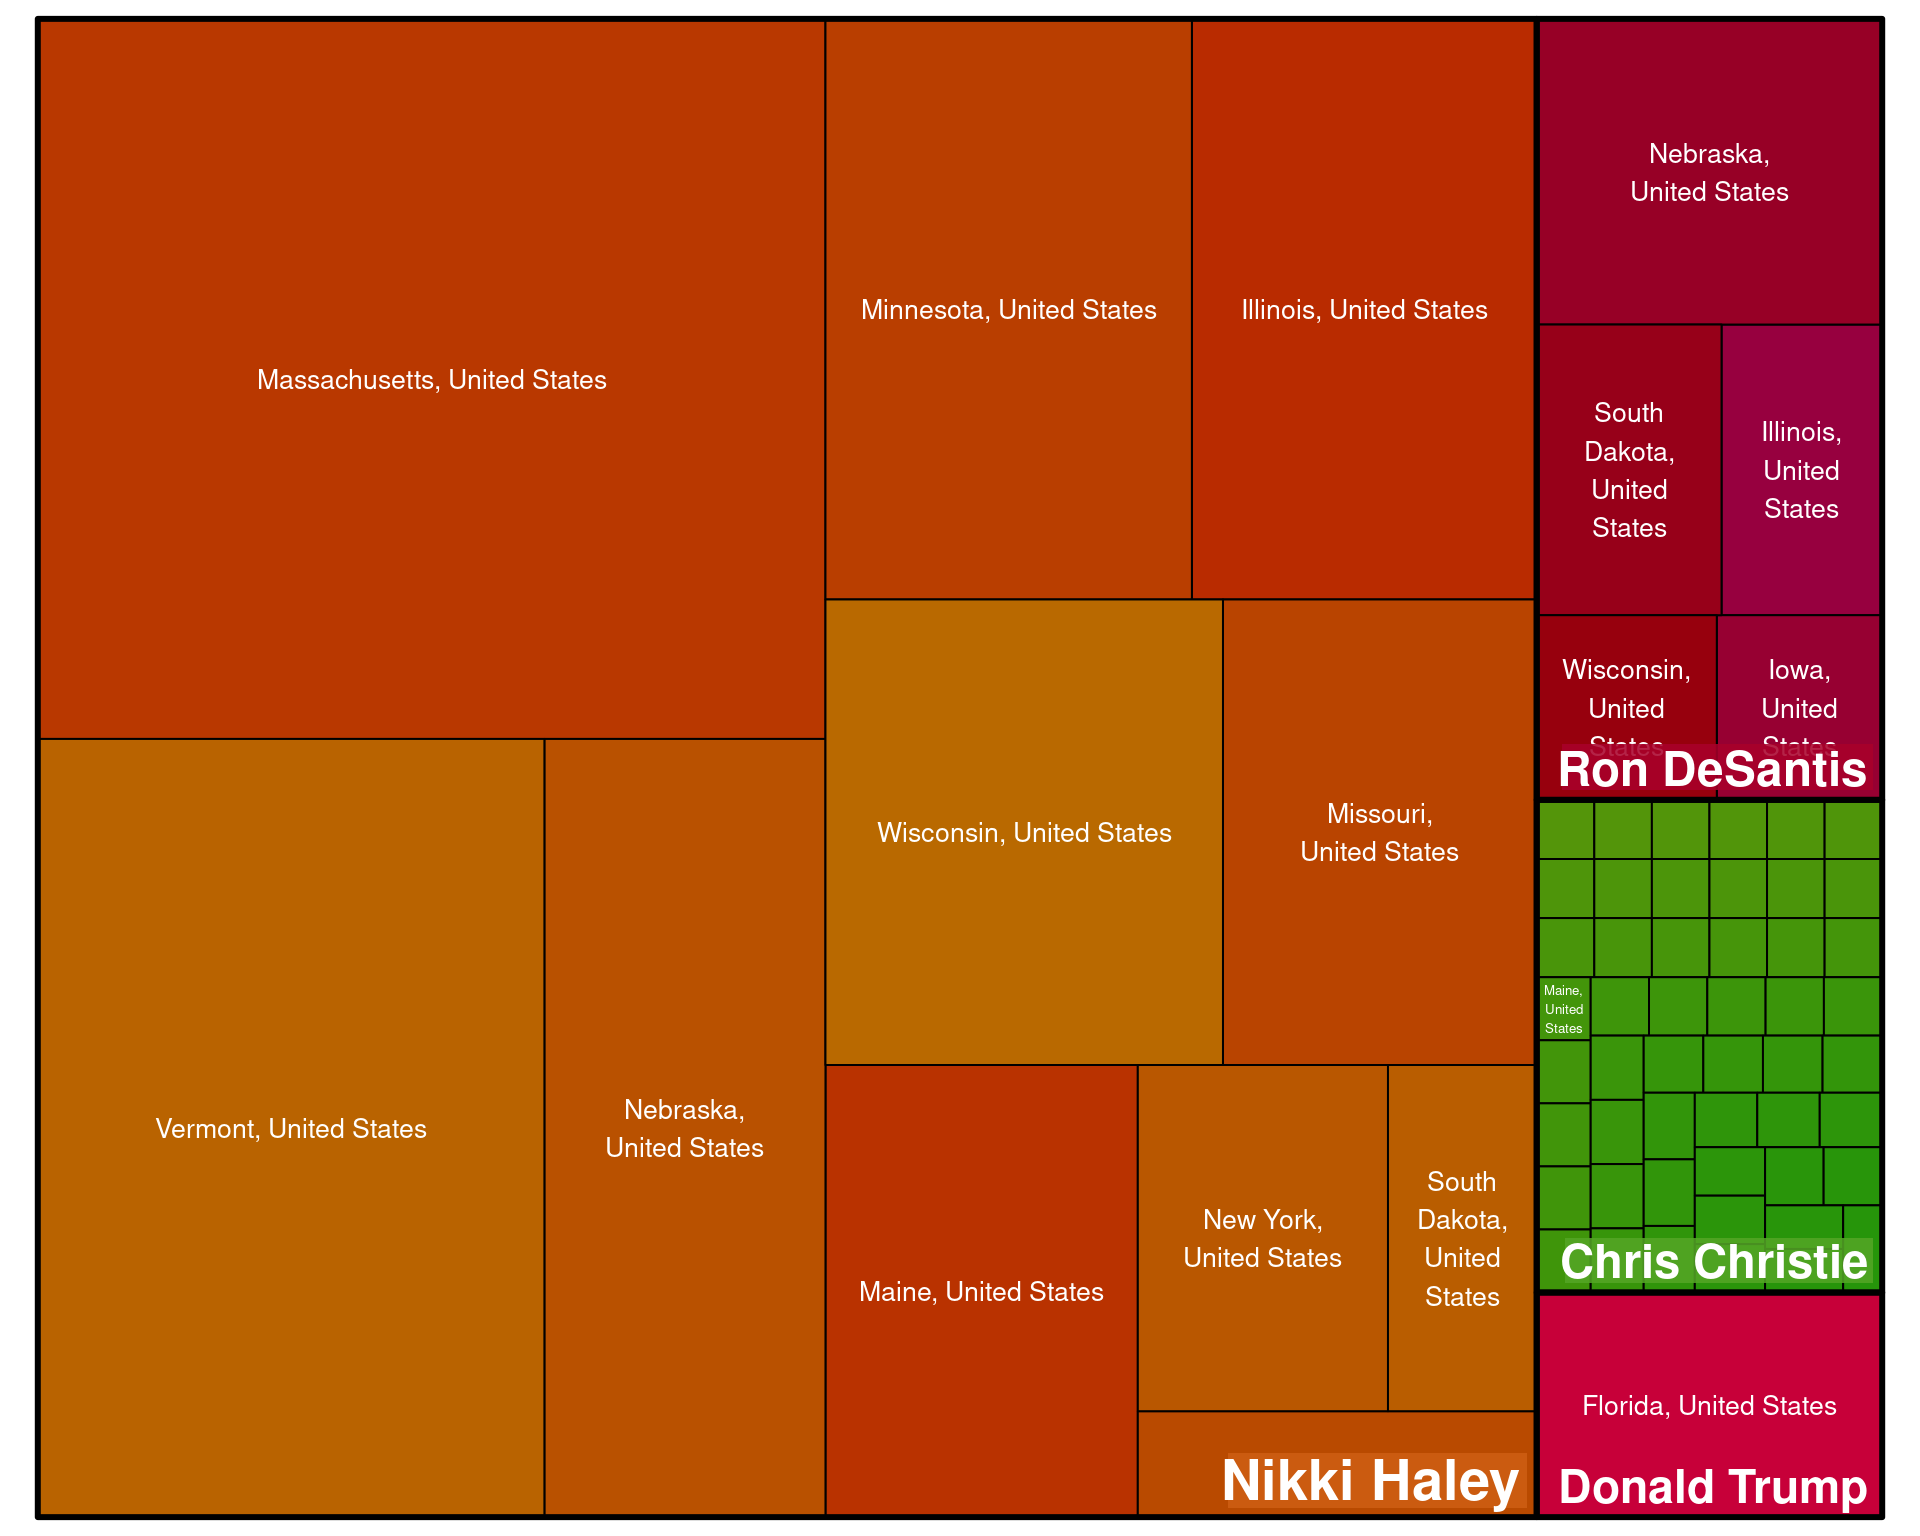 Massachusetts, United States
Minnesota, United States
Illinois, United States
Vermont, United States
Nebraska,
United States
Wisconsin, United States
Missouri,
United States
Maine, United States
New York,
United States
South
Dakota,
United
States
Nikki Haley
Nebraska,
United States
South
Dakota,
United
States
Illinois,
United
States
Wisconsin,
United
States
Iowa,
United
States
Ron DeSantis
Maine,
United
States
Chris Christie
Florida, United States
Donald Trump